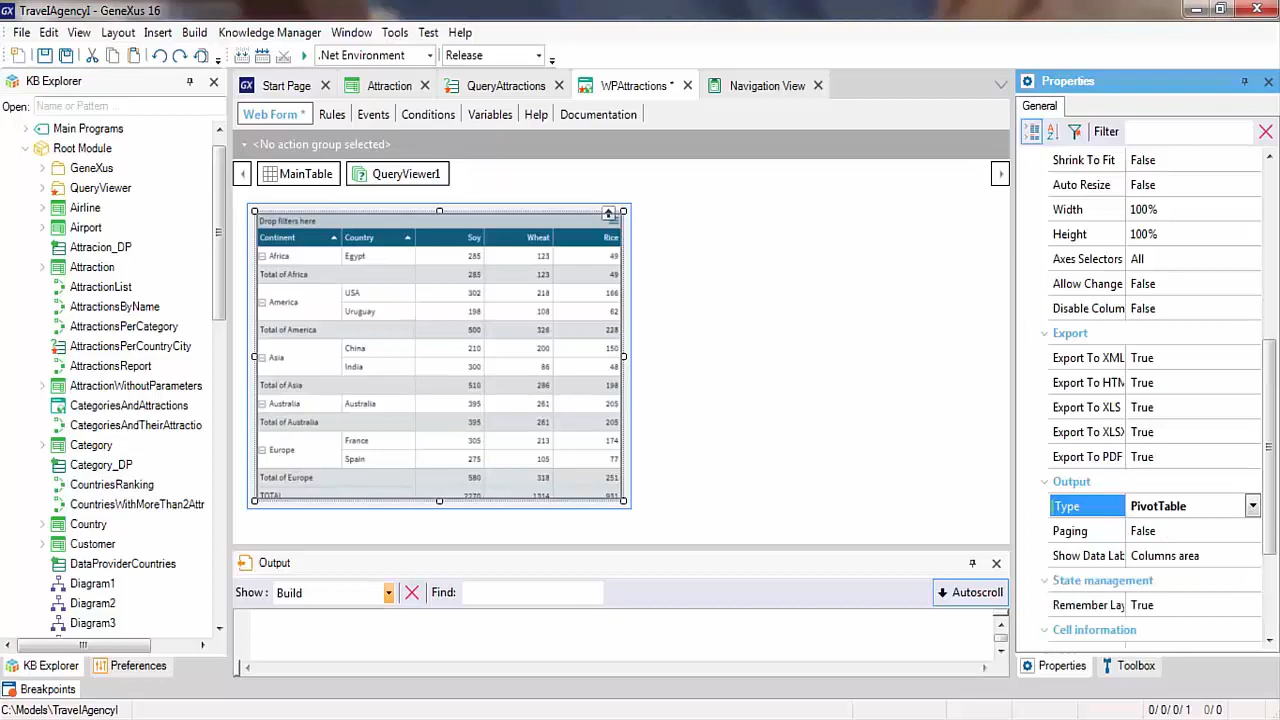 TravelAgencyI - GeneXus 16
File Edit View Layout Insert Build Knowledge Manager Window Tools Test Help
.Net Environment Release
KB Explorer
Open: Name or Pattern ...
Main Programs
Root Module
GeneXus
QueryViewer
Airline
Airport
Attracion_DP
Attraction
AttractionList
AttractionsByName
AttractionsPerCategory
AttractionsPerCountryCity
AttractionsReport
AttractionWithoutParameters
CategoriesAndAttractions
CategoriesAndTheirAttractio
Category
Category_DP
CountriesRanking
CountriesWithMoreThan2Attr
Country
Customer
DataProviderCountries
Diagram1
Diagram2
Diagram3
KB Explorer Preferences
Breakpoints
C:\Models\TravelAgencyI
Start Page Attrction QueryAttractions WPAttractions * Navigation View
Web Form * Rules Events Conditions Variables Help Documentation
<No action group selected>
MainTable QueryViewer1
Drop filters here
Continent Country Soy Wheat Rice
Africa Egypt 285 123 49
Total of Africa 285 123 49
America USA 302 218 166
Uruguay 198 108 62
Total of America 500 326 228
Asia China 210 200 150
India 300 86 48
Total of Asia 510 286 198
Australia Australia 395 261 205
Total of Australia 395 261 205
Europe France 305 213 174
Spain 275 105 77
Total of Europe 580 318 251
TOTAL 2270 1314 931
Output
Show : Build Find: Autoscroll
Properties
General
Filter
Shrink To Fit False
Auto Resize False
Width 100%
Height 100%
Axes Selectors All
Allow Change False
Disable Colum False
Export
Export To XML True
Export To HTM True
Export To XLS True
Export To XLSX True
Export To PDF True
Output
Type PivotTable
Paging False
Show Data Lab Columns area
State management
Remember Lay True
Cell information
Properties Toolbox
0/ 0/ 0/ 1 0/ 0